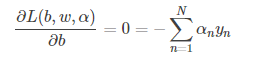 ∂L(b, w, α)/∂b = 0 = −∑_{n=1}^{N} α_n y_n